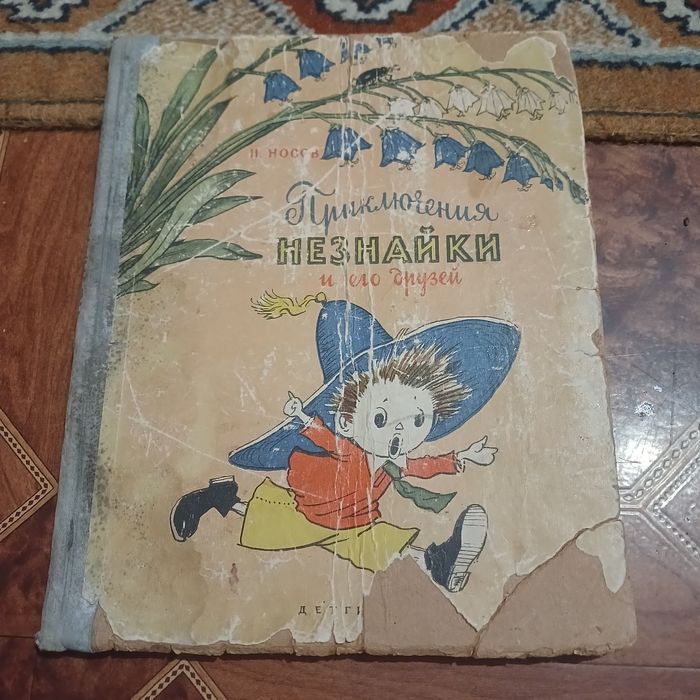 Н. НОСОВ
Приключения
НЕЗНАЙКИ
и его друзей
ДЕТГИ